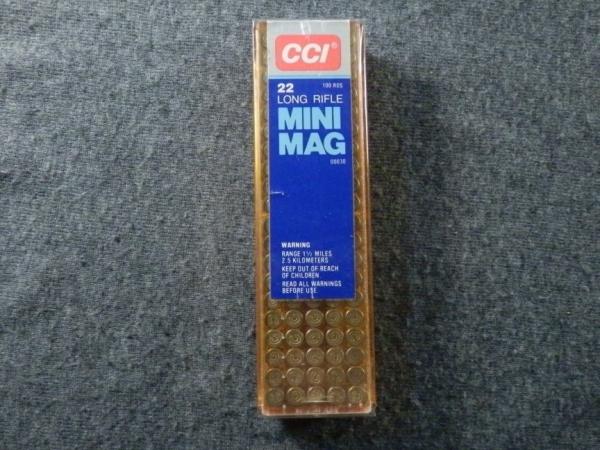 CCI®
22
100 RDS
LONG RIFLE
MINI
MAG
00030
WARNING
RANGE 1½ MILES
2.5 KILOMETERS
KEEP OUT OF REACH
OF CHILDREN
READ ALL WARNINGS
BEFORE USE.